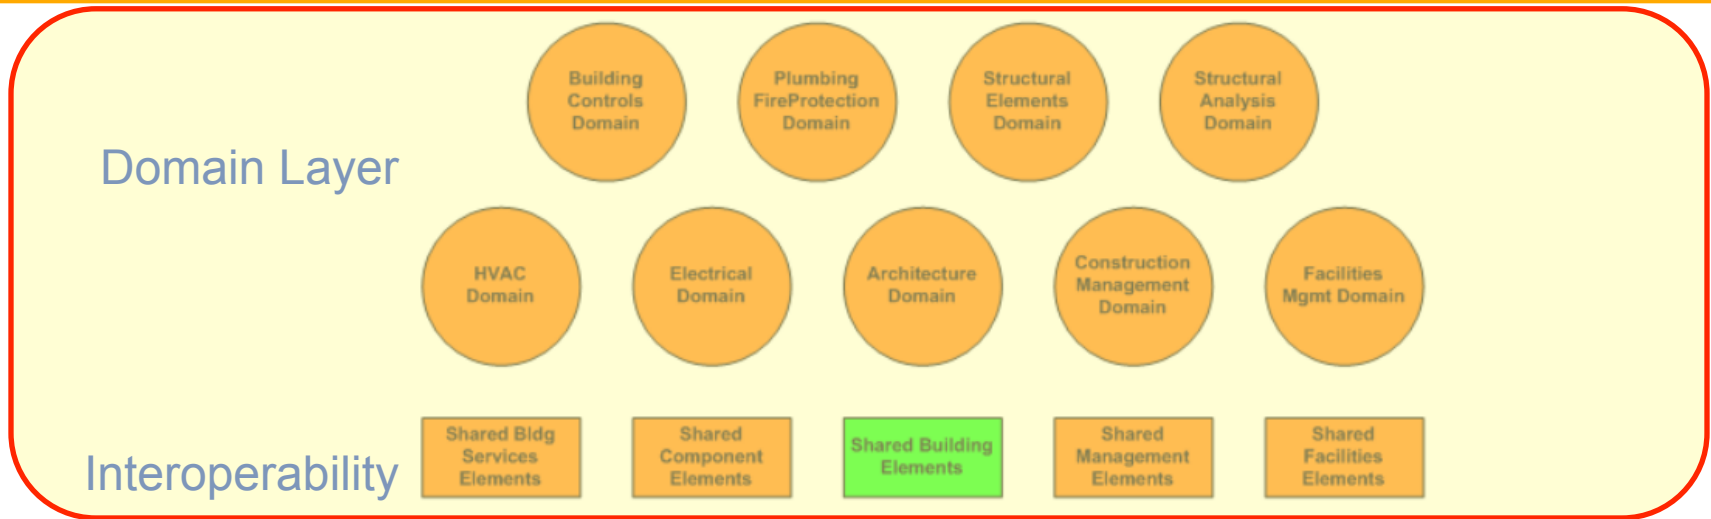 Building
Controls
Domain
Plumbing
FireProtection
Domain
Structural
Elements
Domain
Structural
Analysis
Domain
Domain Layer
HVAC
Domain
Electrical
Domain
Architecture
Domain
Construction
Management
Domain
Facilities
Mgmt Domain
Interoperability
Shared Bldg
Services
Elements
Shared
Component
Elements
Shared Building
Elements
Shared
Management
Elements
Shared
Facilities
Elements